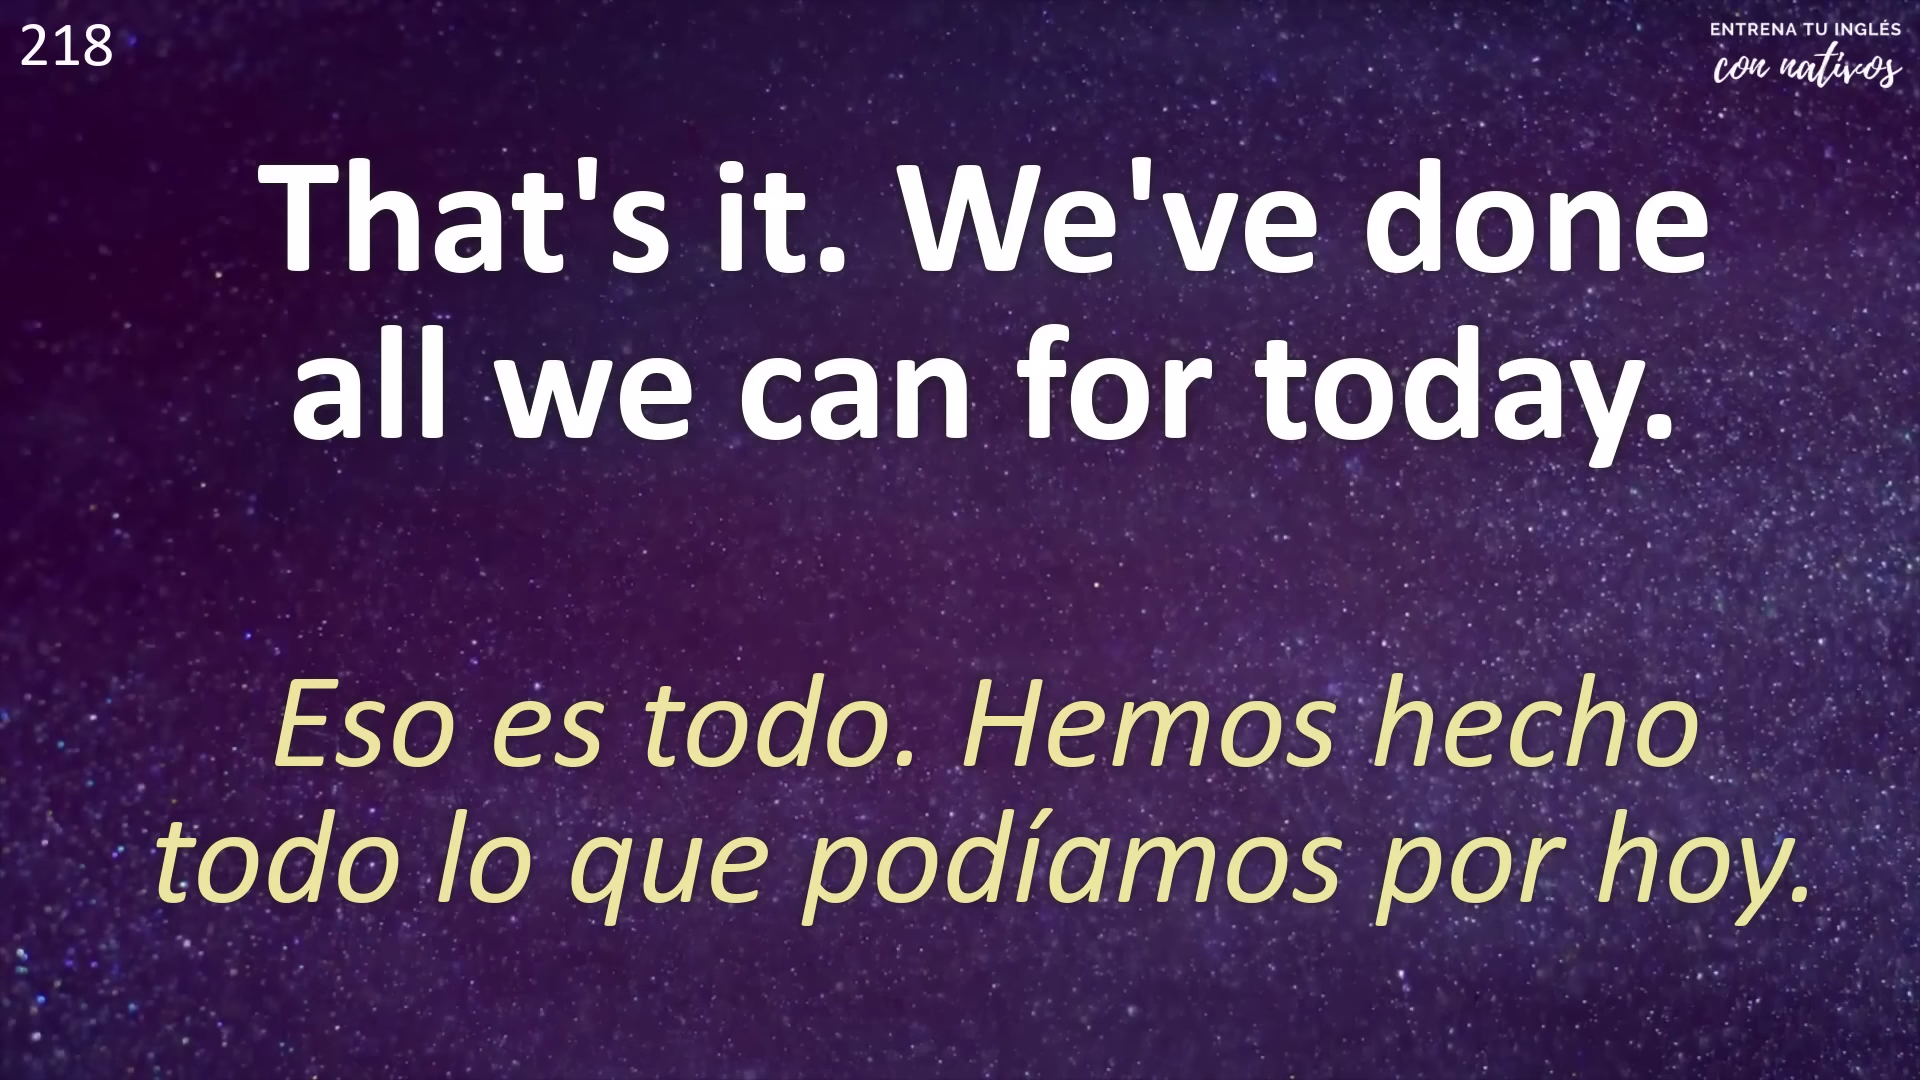 218
ENTRENA TU INGLÉS
con nativos
That's it. We've done
all we can for today.
Eso es todo. Hemos hecho
todo lo que podíamos por hoy.